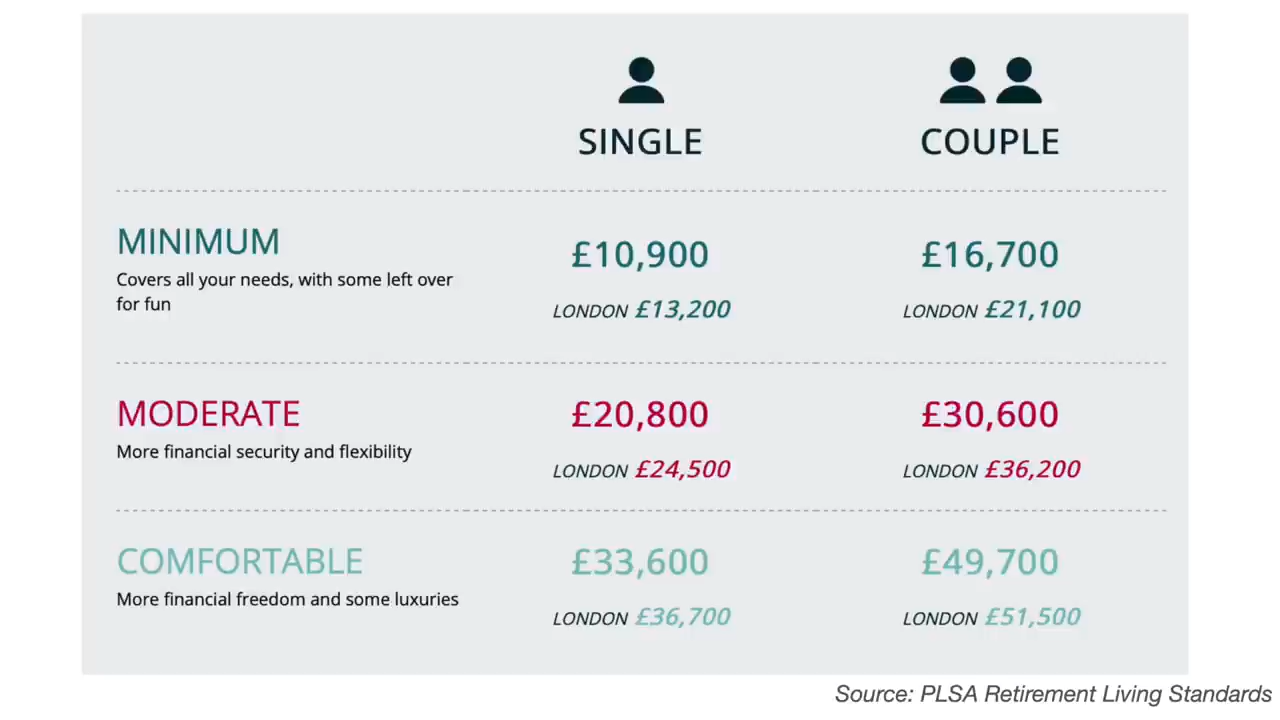 SINGLE
COUPLE
MINIMUM
Covers all your needs, with some left over
for fun
£10,900
£16,700
LONDON £13,200
LONDON £21,100
MODERATE
More financial security and flexibility
£20,800
£30,600
LONDON £24,500
LONDON £36,200
COMFORTABLE
More financial freedom and some luxuries
£33,600
£49,700
LONDON £36,700
LONDON £51,500
Source: PLSA Retirement Living Standards